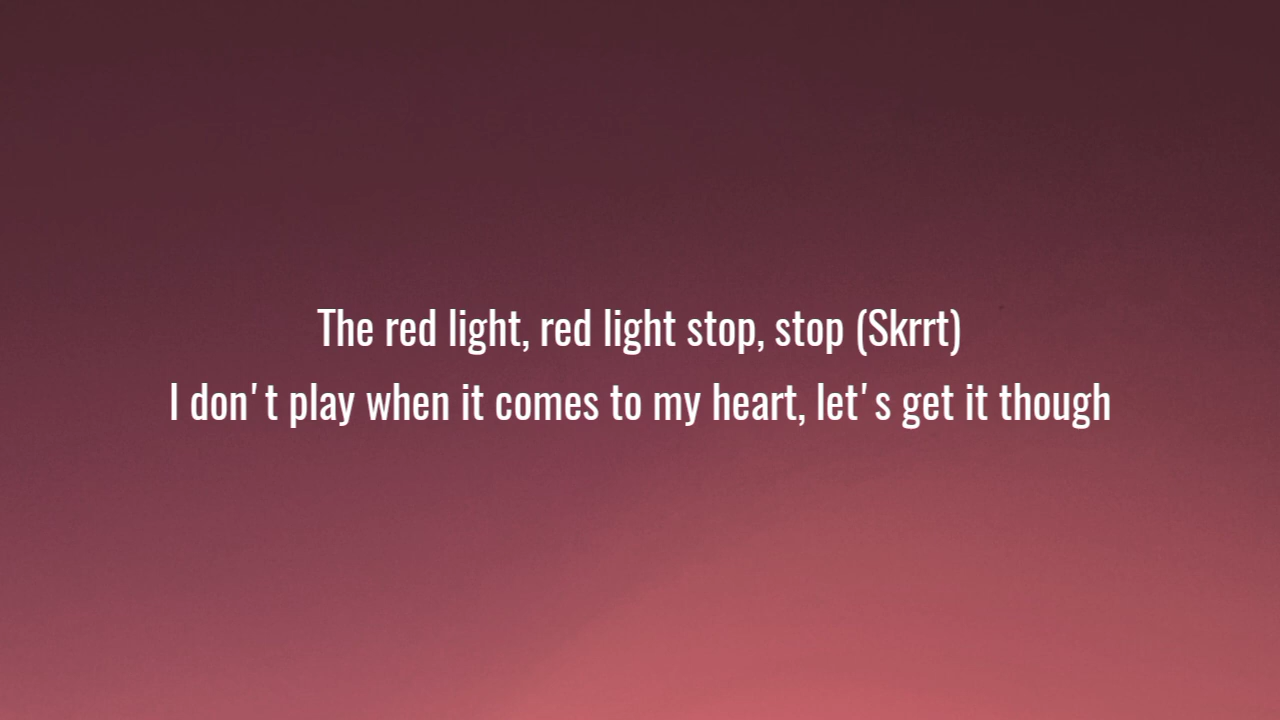 The red light, red light stop, stop (Skrrt)
I don't play when it comes to my heart, let's get it though